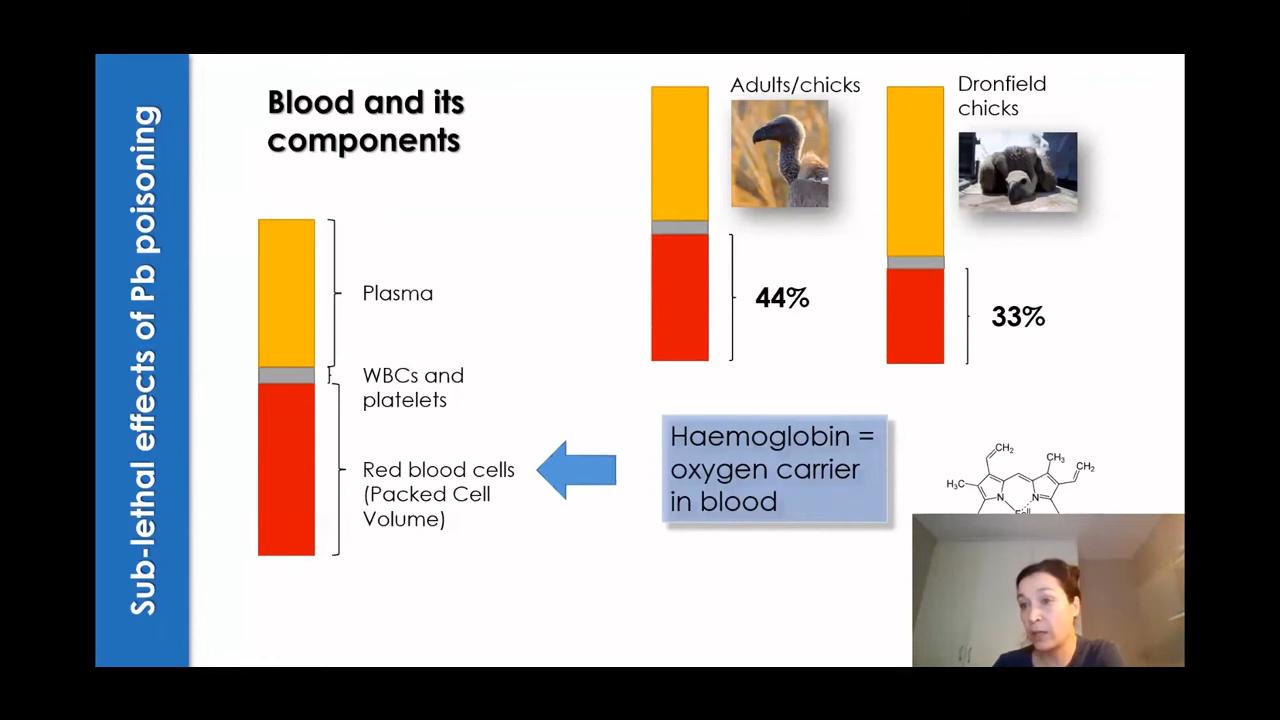 Sub-lethal effects of Pb poisoning
Blood and its
components
Plasma
WBCs and
platelets
Red blood cells
(Packed Cell
Volume)
Adults/chicks
44%
Dronfield
chicks
33%
Haemoglobin =
oxygen carrier
in blood
CH₂
CH₃
CH₂
H₃C
N
N